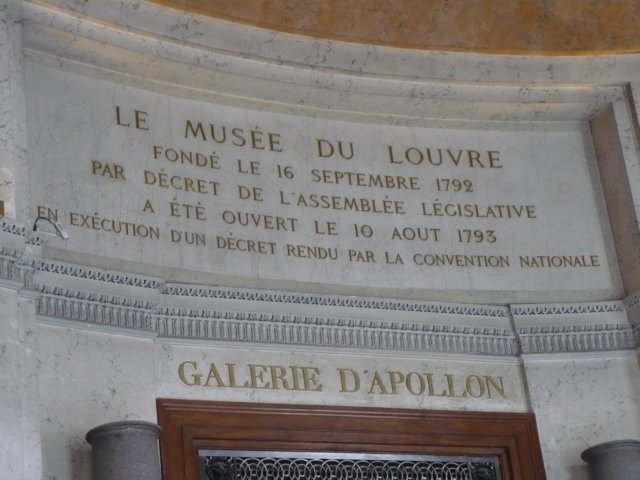 LE MUSÉE DU LOUVRE
FONDÉ LE 16 SEPTEMBRE 1792
PAR DÉCRET DE L'ASSEMBLÉE LÉGISLATIVE
A ÉTÉ OUVERT LE 10 AOUT 1793
EN EXÉCUTION D'UN DÉCRET RENDU PAR LA CONVENTION NATIONALE
GALERIE D'APOLLON